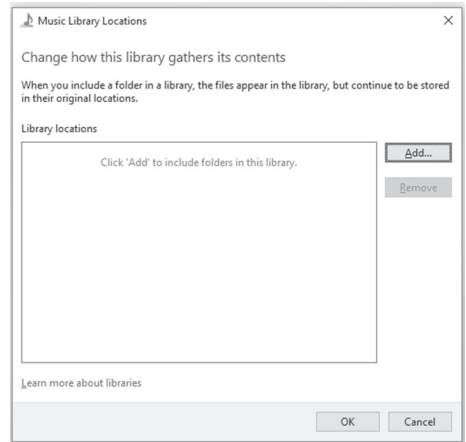 Music Library Locations
Change how this library gathers its contents
When you include a folder in a library, the files appear in the library, but continue to be stored
in their original locations.
Library locations
Click 'Add' to include folders in this library.
Add...
Remove
Learn more about libraries
OK Cancel